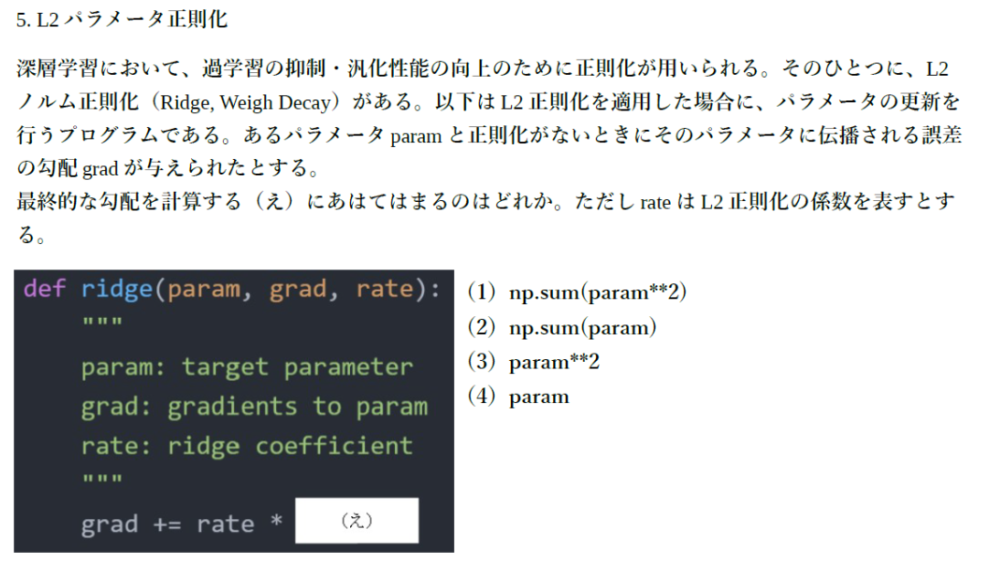 5. L2 パラメータ正則化
深層学習において、過学習の抑制・汎化性能の向上のために正則化が用いられる。そのひとつに、L2
ノルム正則化（Ridge, Weigh Decay）がある。以下は L2 正則化を適用した場合に、パラメータの更新を
行うプログラムである。あるパラメータ param と正則化がないときにそのパラメータに伝播される誤差
の勾配 grad が与えられたとする。
最終的な勾配を計算する（え）にあはてはまるのはどれか。ただし rate は L2 正則化の係数を表すとす
る。
def ridge(param, grad, rate):
"""
param: target parameter
grad: gradients to param
rate: ridge coefficient
"""
grad += rate * （え）
（1）np.sum(param**2)
（2）np.sum(param)
（3）param**2
（4）param